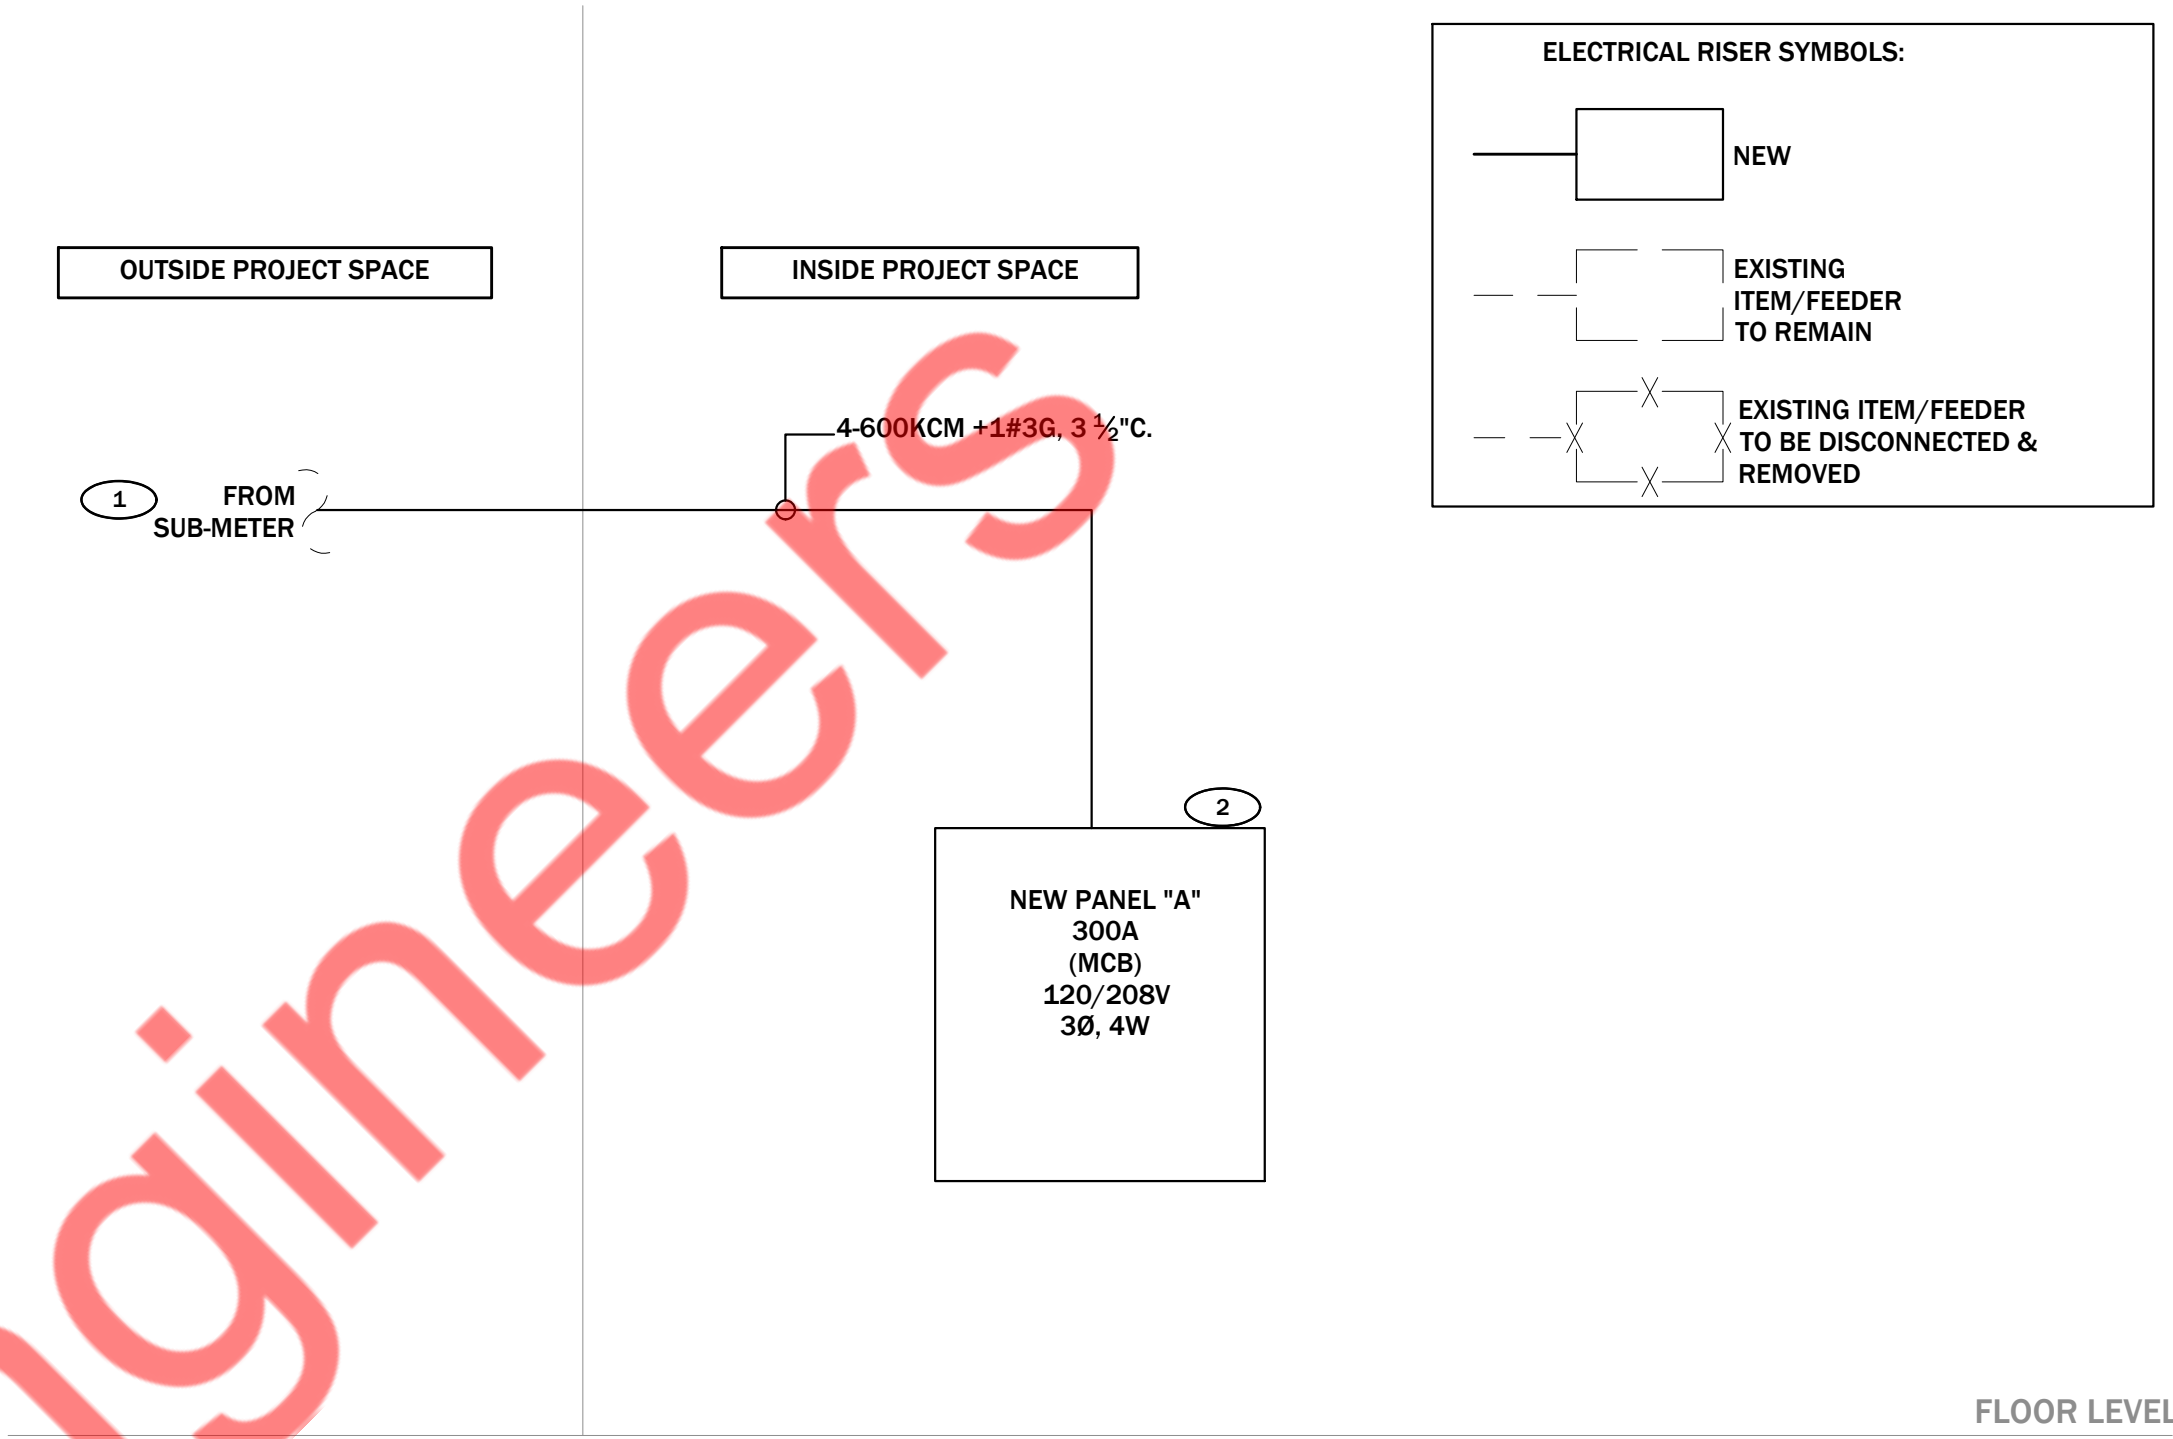 ELECTRICAL RISER SYMBOLS:
NEW
EXISTING
ITEM/FEEDER
TO REMAIN
EXISTING ITEM/FEEDER
TO BE DISCONNECTED &
REMOVED
OUTSIDE PROJECT SPACE
INSIDE PROJECT SPACE
4-600KCM +1#3G, 3 ½"C.
1
FROM
SUB-METER
2
NEW PANEL "A"
300A
(MCB)
120/208V
3Ø, 4W
FLOOR LEVEL
ngineers